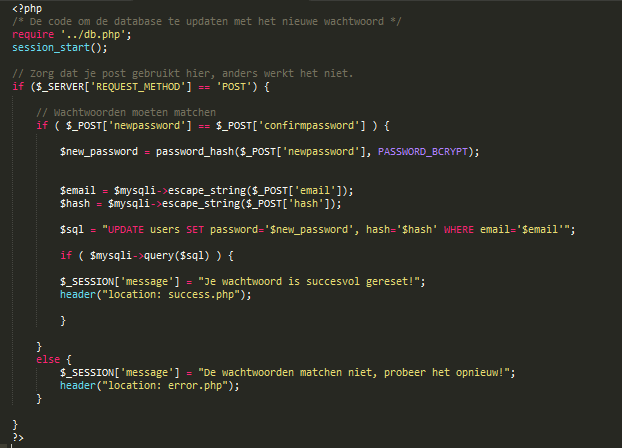 <?php
/* De code om de database te updaten met het nieuwe wachtwoord */
require '../db.php';
session_start();
// Zorg dat je post gebruikt hier, anders werkt het niet.
if ($_SERVER['REQUEST_METHOD'] == 'POST') {
// Wachtwoorden moeten matchen
if ( $_POST['newpassword'] == $_POST['confirmpassword'] ) {
$new_password = password_hash($_POST['newpassword'], PASSWORD_BCRYPT);
$email = $mysqli->escape_string($_POST['email']);
$hash = $mysqli->escape_string($_POST['hash']);
$sql = "UPDATE users SET password='$new_password', hash='$hash' WHERE email='$email'";
if ( $mysqli->query($sql) ) {
$_SESSION['message'] = "Je wachtwoord is succesvol gereset!";
header("location: success.php");
}
}
else {
$_SESSION['message'] = "De wachtwoorden matchen niet, probeer het opnieuw!";
header("location: error.php");
}
}
?>